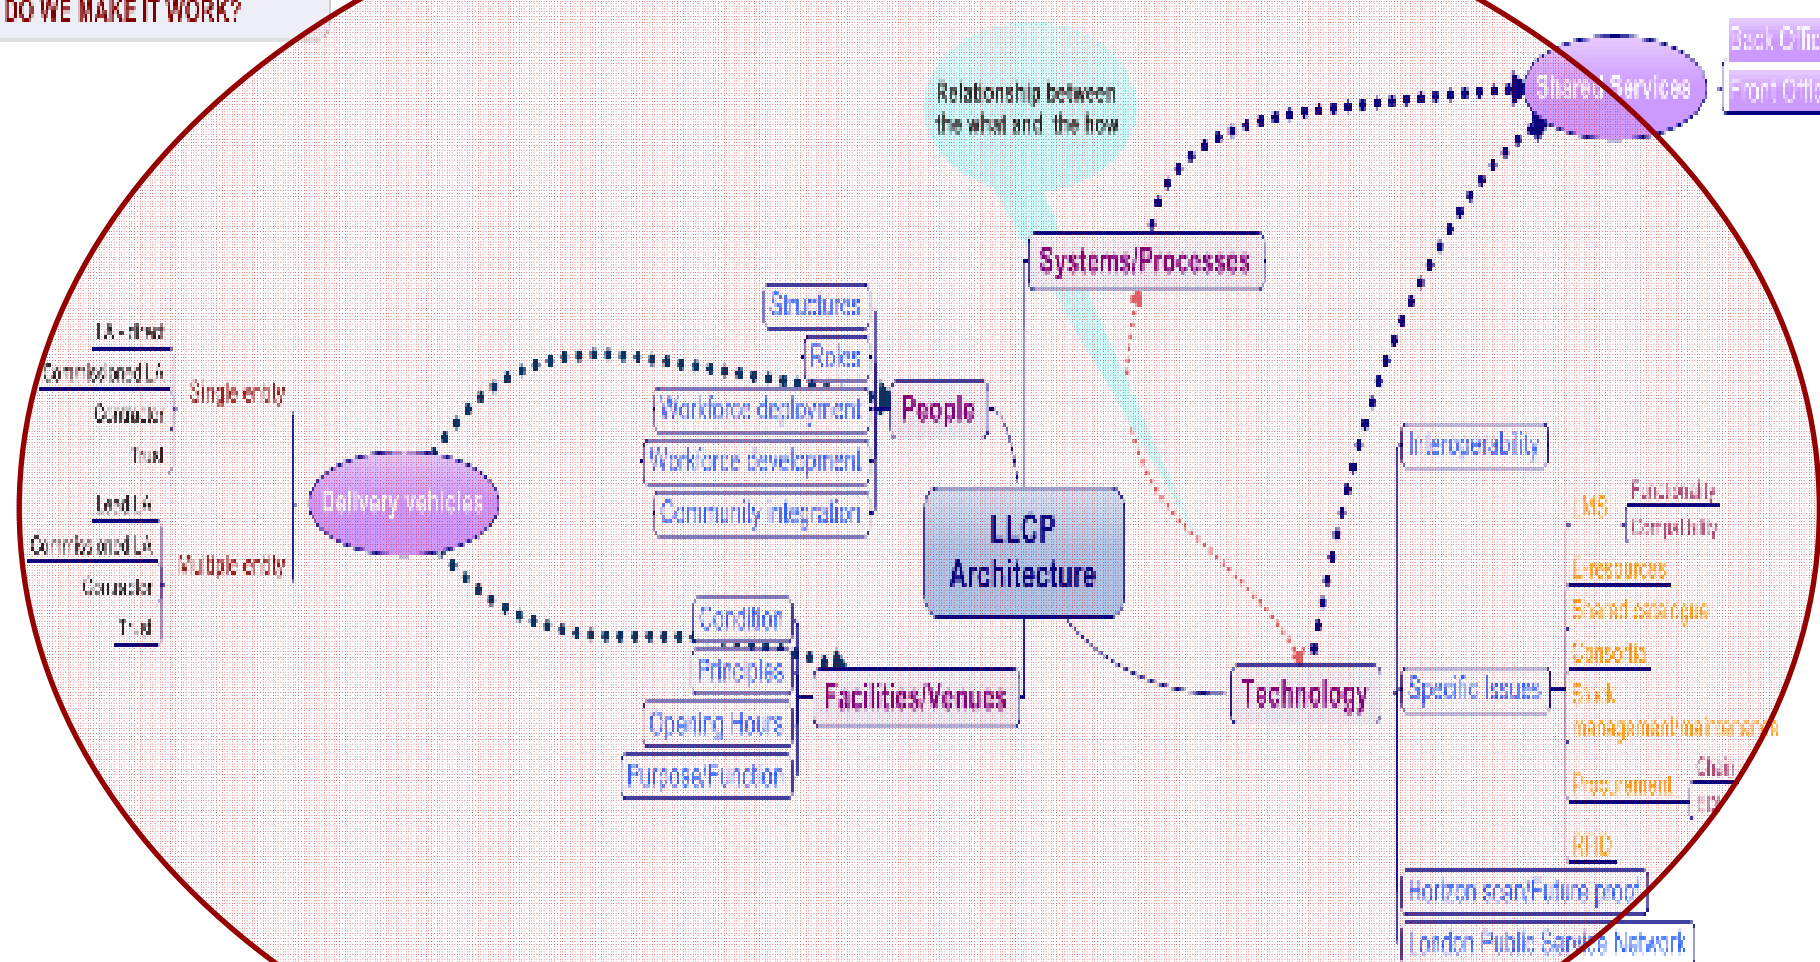 DO WE MAKE IT WORK?
Relationship between
the what and the how
Shared Services
Back Offic
Front Offic
Systems/Processes
Structures
Roles
Workforce deployment
Workforce development
Community integration
People
LA - direct
Commissioned LA
Contractor
Trust
Single entity
Delivery vehicles
Lead LA
Commissioned LA
Contractor
Trust
Multiple entity
LLCP
Architecture
Condition
Principles
Opening Hours
Purpose/Function
Facilities/Venues
Technology
Interoperability
Specific Issues
LMS
Functionality
Compatibility
E-resources
Shared catalogue
Consortia
Stock
management/maintenance
Procurement
Chain
RFID
Horizon scan/Future proof
London Public Service Network